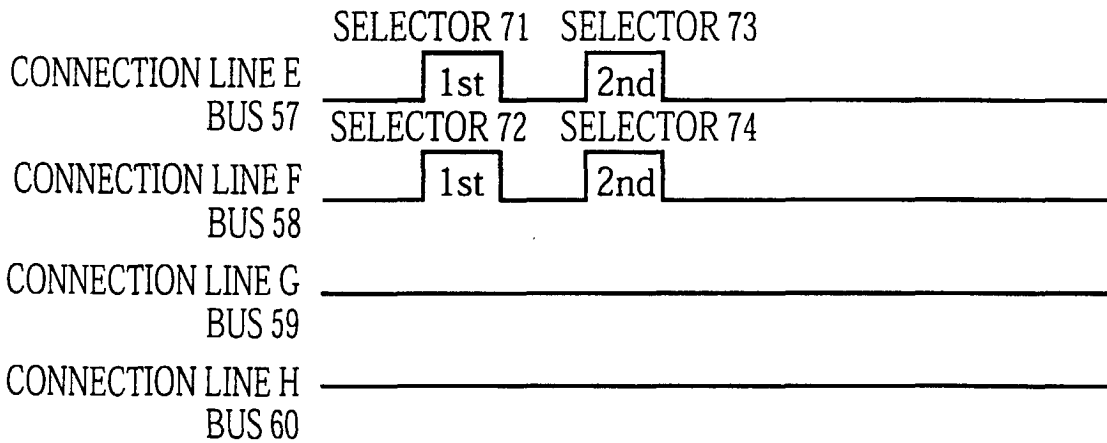 SELECTOR 71 SELECTOR 73
CONNECTION LINE E 1st 2nd
BUS 57
SELECTOR 72 SELECTOR 74
CONNECTION LINE F 1st 2nd
BUS 58
CONNECTION LINE G
BUS 59
CONNECTION LINE H
BUS 60